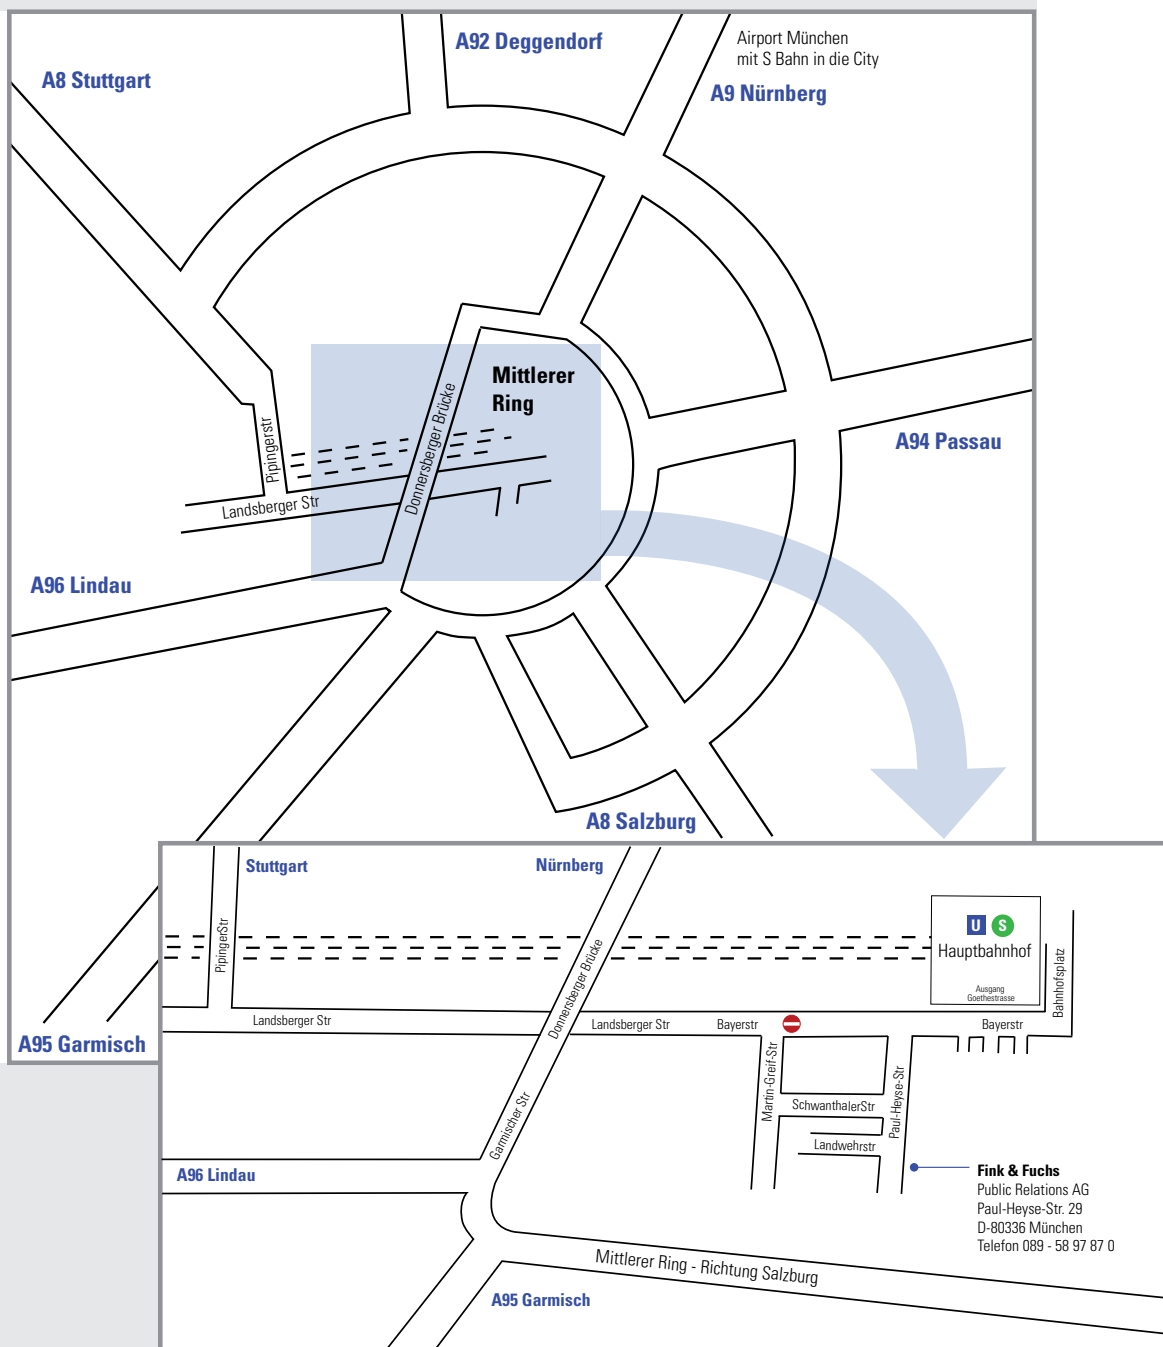 A92 Deggendorf
Airport München
mit S Bahn in die City
A8 Stuttgart
A9 Nürnberg
Mittlerer
Ring
Donnersberger Brücke
Pipingerstr
A94 Passau
Landsberger Str
A96 Lindau
A8 Salzburg
Stuttgart
Nürnberg
U S
Hauptbahnhof
PipingerStr
Donnersberger Brücke
Bahnhofsplatz
Ausgang
Goethestrasse
Landsberger Str
Landsberger Str
Bayerstr
Bayerstr
A95 Garmisch
Martin-Greif-Str
Paul-Heyse-Str
SchwanthalerStr
Garmischer Str
Landwehrstr
A96 Lindau
Fink & Fuchs
Public Relations AG
Paul-Heyse-Str. 29
D-80336 München
Telefon 089 - 58 97 87 0
Mittlerer Ring - Richtung Salzburg
A95 Garmisch